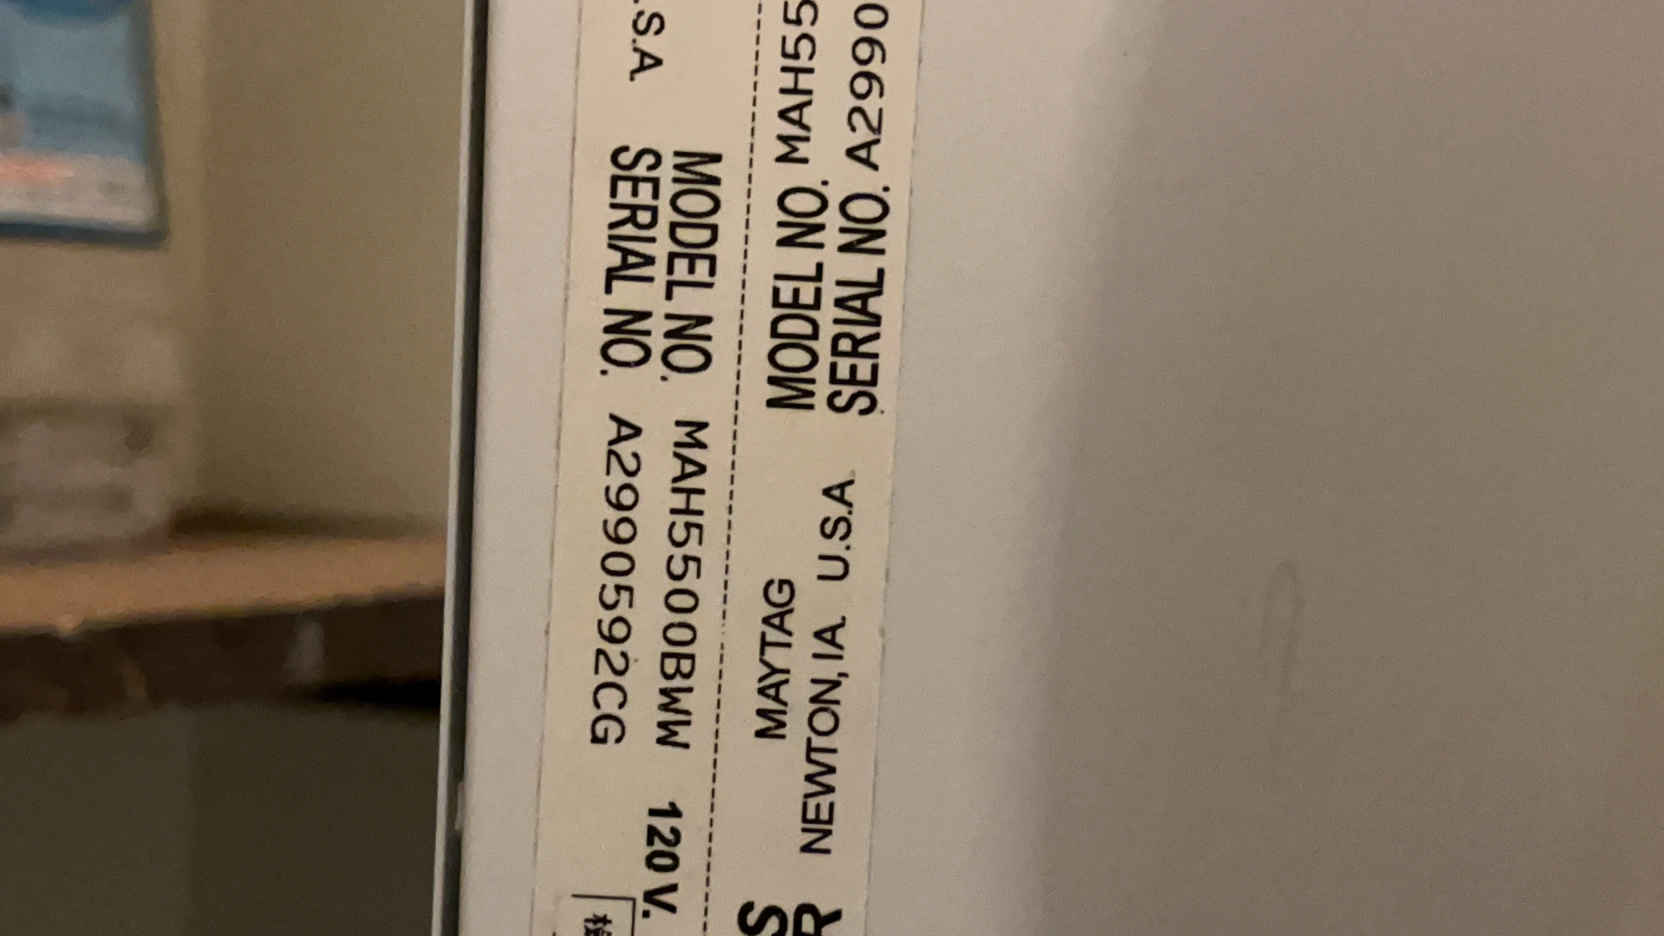 .S.A.
MODEL NO. MAH5500BWW 120 V.
SERIAL NO. A29905592CG
MAYTAG
NEWTON, IA. U.S.A.
MODEL NO. MAH55
SERIAL NO. A2990